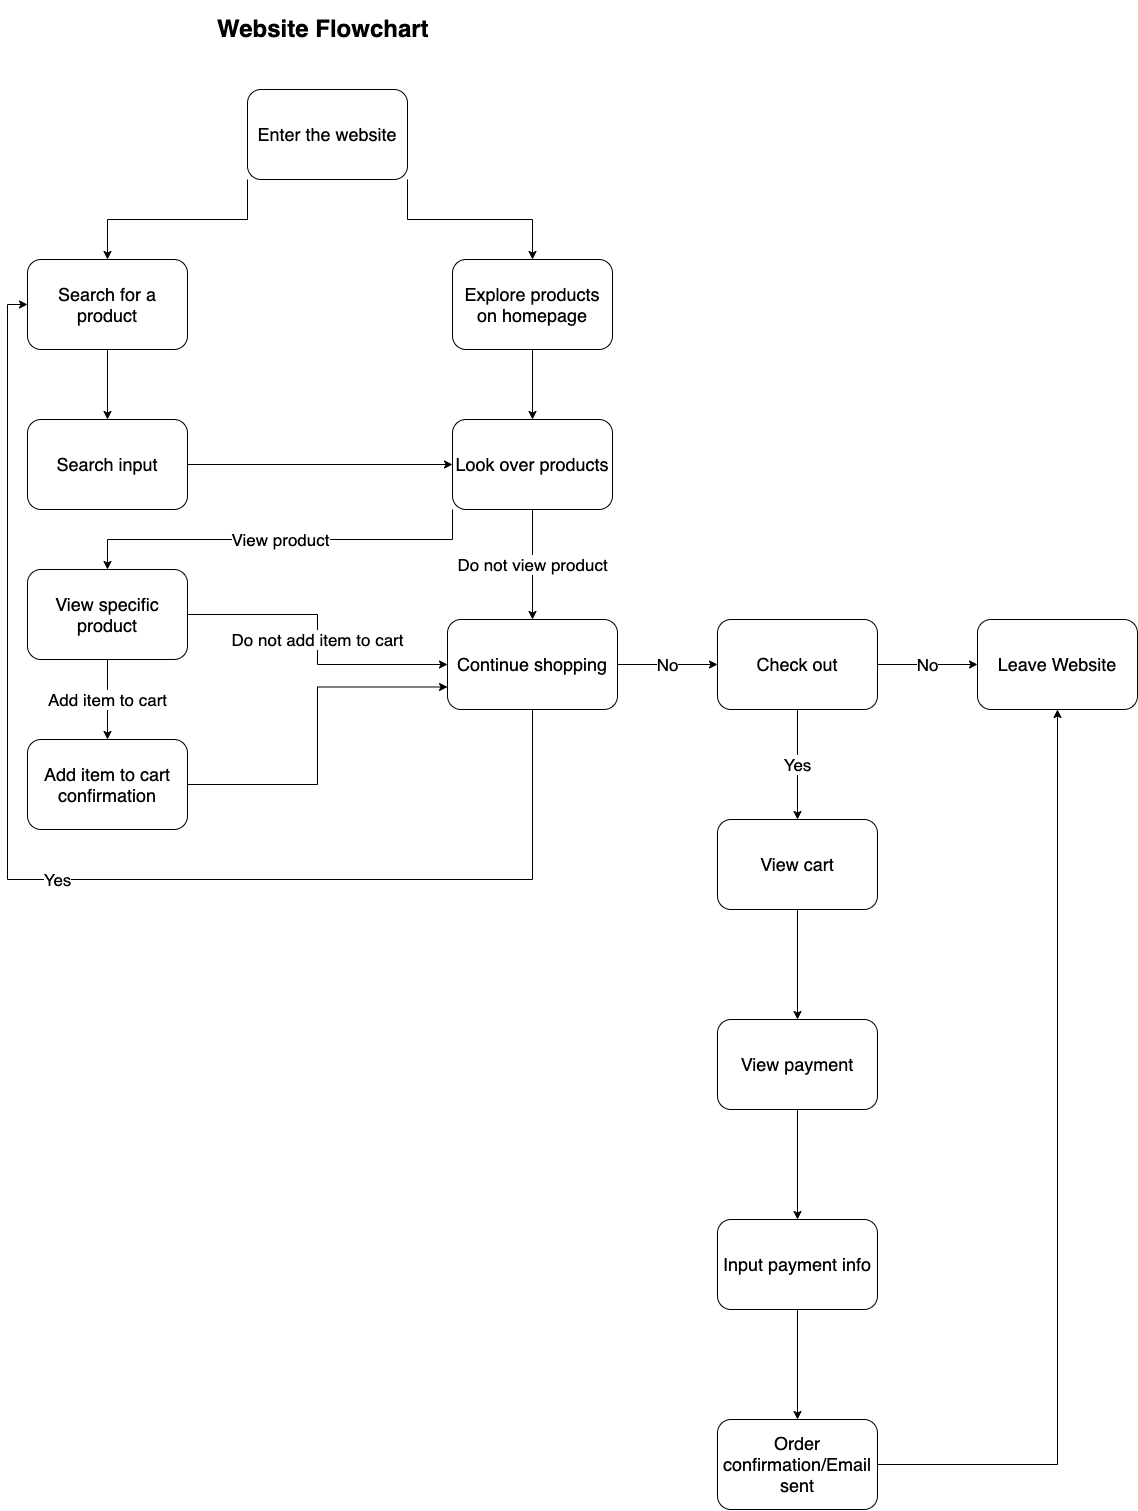 Website Flowchart
Enter the website
Search for a
product
Explore products
on homepage
Search input
Look over products
View product
Do not view product
View specific
product
Do not add item to cart
Continue shopping
No
Check out
No
Leave Website
Add item to cart
Add item to cart
confirmation
Yes
View cart
Yes
View payment
Input payment info
Order
confirmation/Email
sent